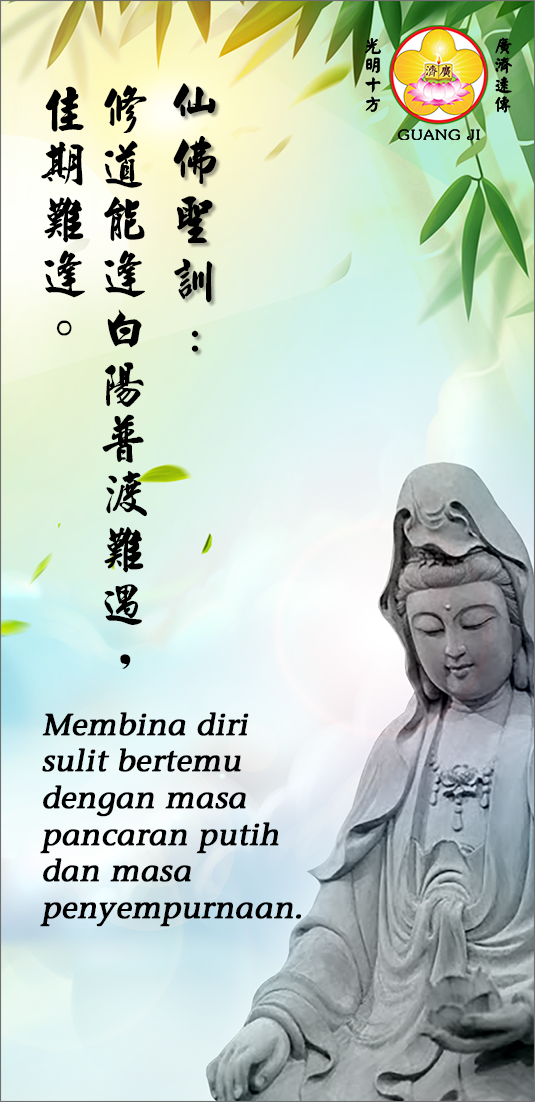 仙佛聖訓：
修道能逢白陽普渡難遇，
佳期難逢。
光明十方
廣濟遠傳
濟廣
GUANG JI
Membina diri
sulit bertemu
dengan masa
pancaran putih
dan masa
penyempurnaan.